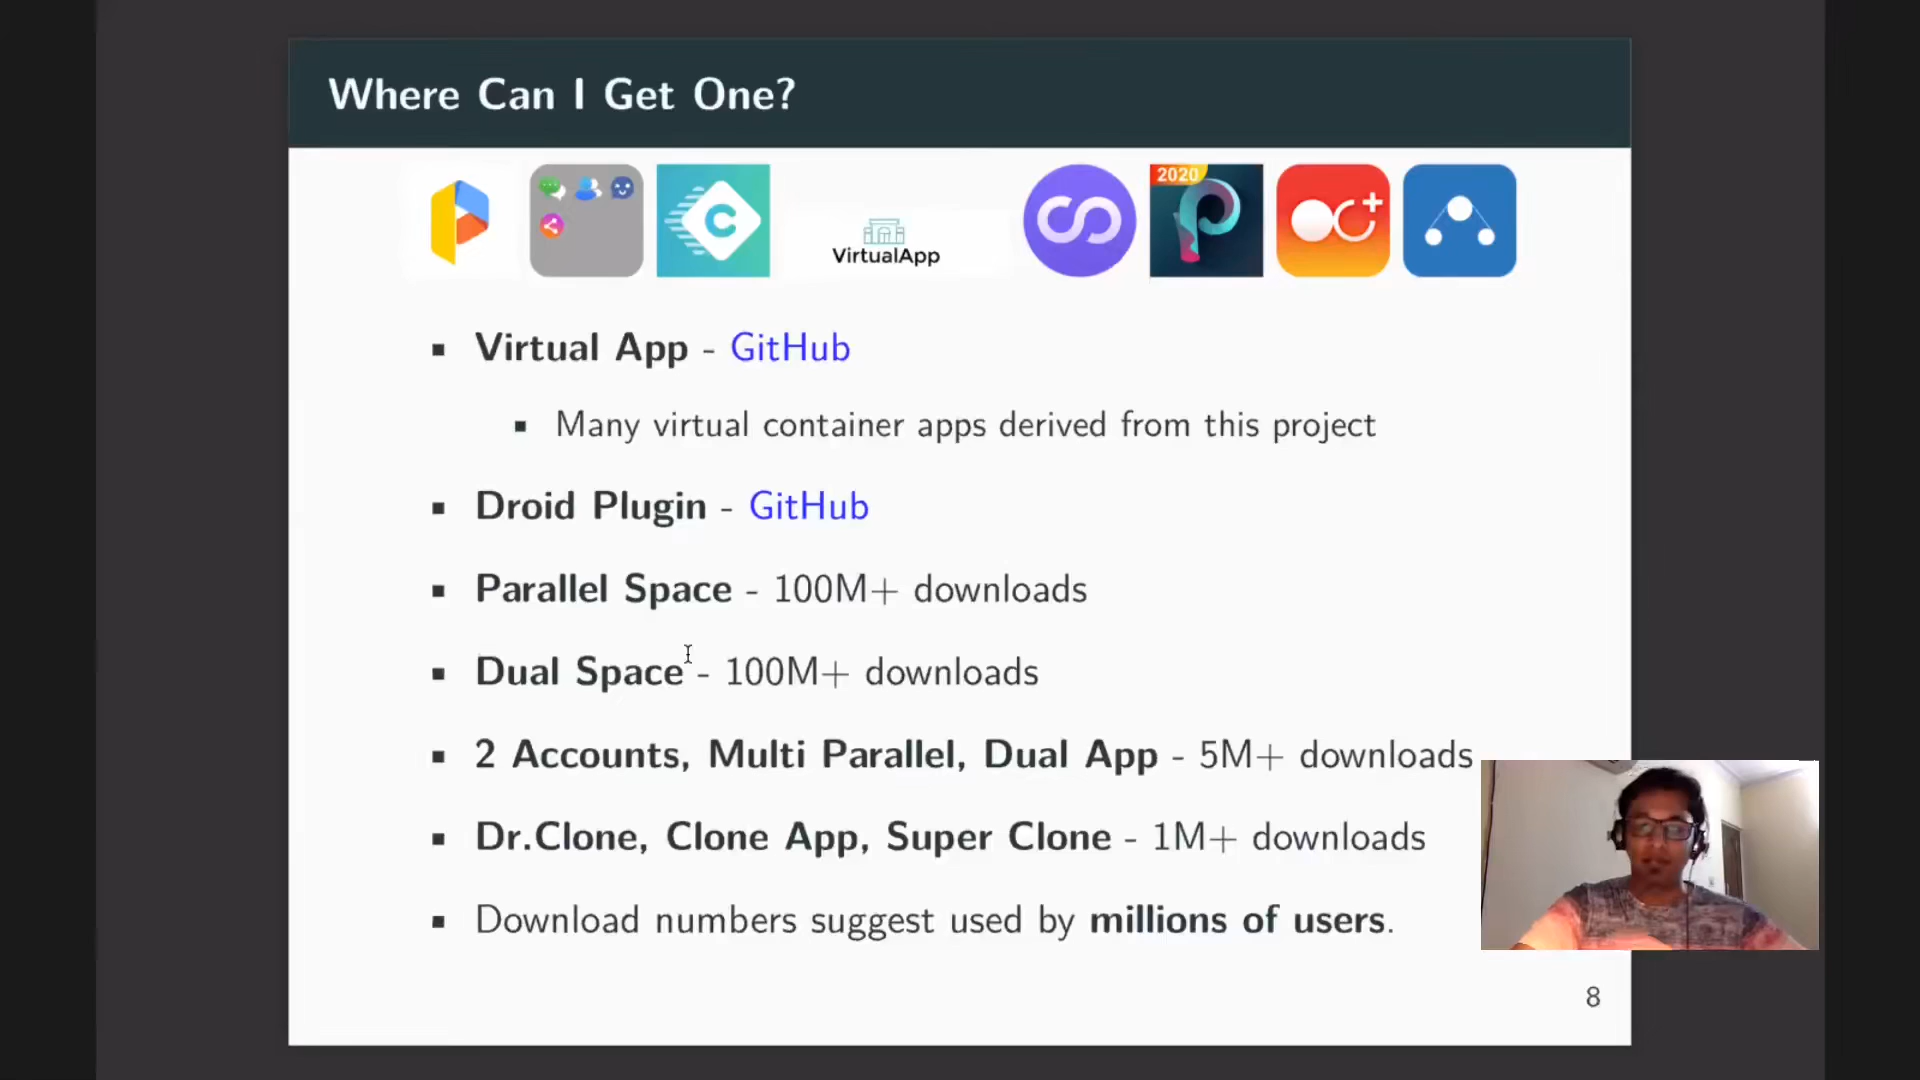 Where Can I Get One?
2020
VirtualApp
▪ Virtual App - GitHub
▪ Many virtual container apps derived from this project
▪ Droid Plugin - GitHub
▪ Parallel Space - 100M+ downloads
▪ Dual Space - 100M+ downloads
▪ 2 Accounts, Multi Parallel, Dual App - 5M+ downloads
▪ Dr.Clone, Clone App, Super Clone - 1M+ downloads
▪ Download numbers suggest used by millions of users.
8